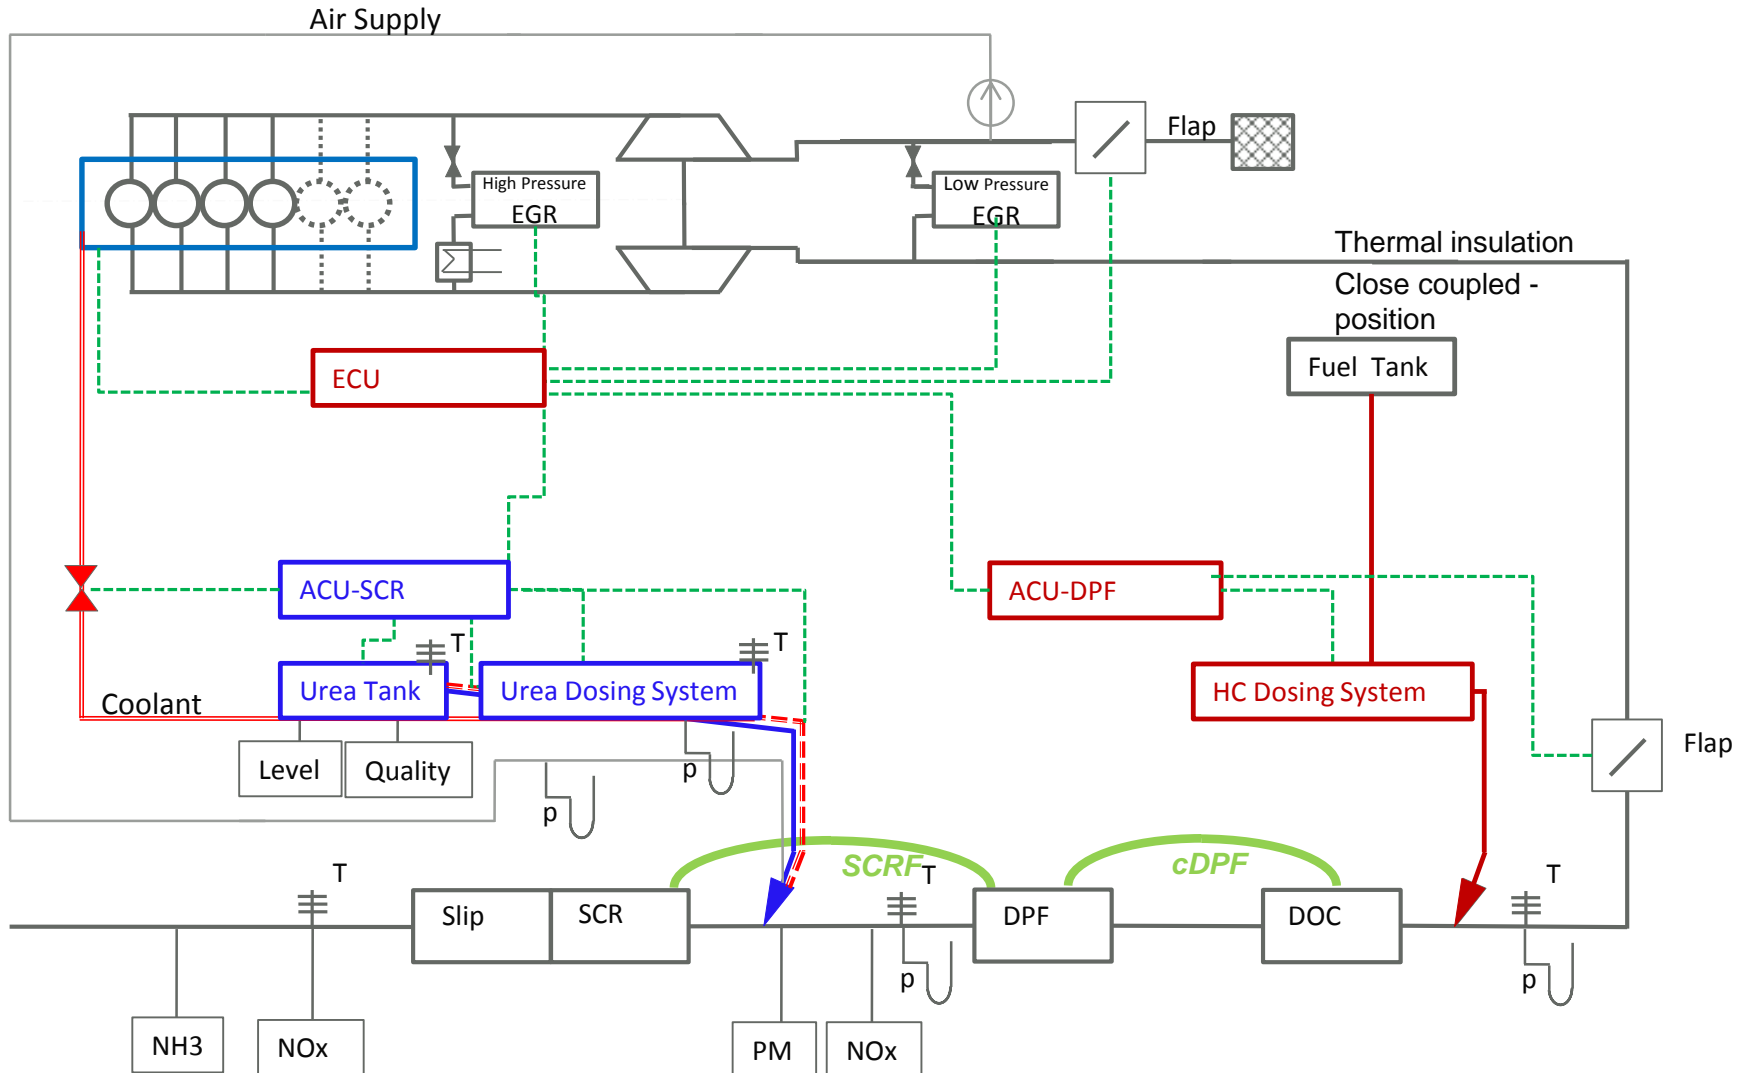 Air Supply
Flap
High Pressure
EGR
Low Pressure
EGR
Thermal insulation
Close coupled -
position
Fuel Tank
ECU
ACU-SCR
ACU-DPF
T
T
Urea Tank
Urea Dosing System
HC Dosing System
Coolant
Level
Quality
p
p
Flap
SCRF
cDPF
T
T
T
Slip
SCR
DPF
DOC
p
p
NH3
NOx
PM
NOx